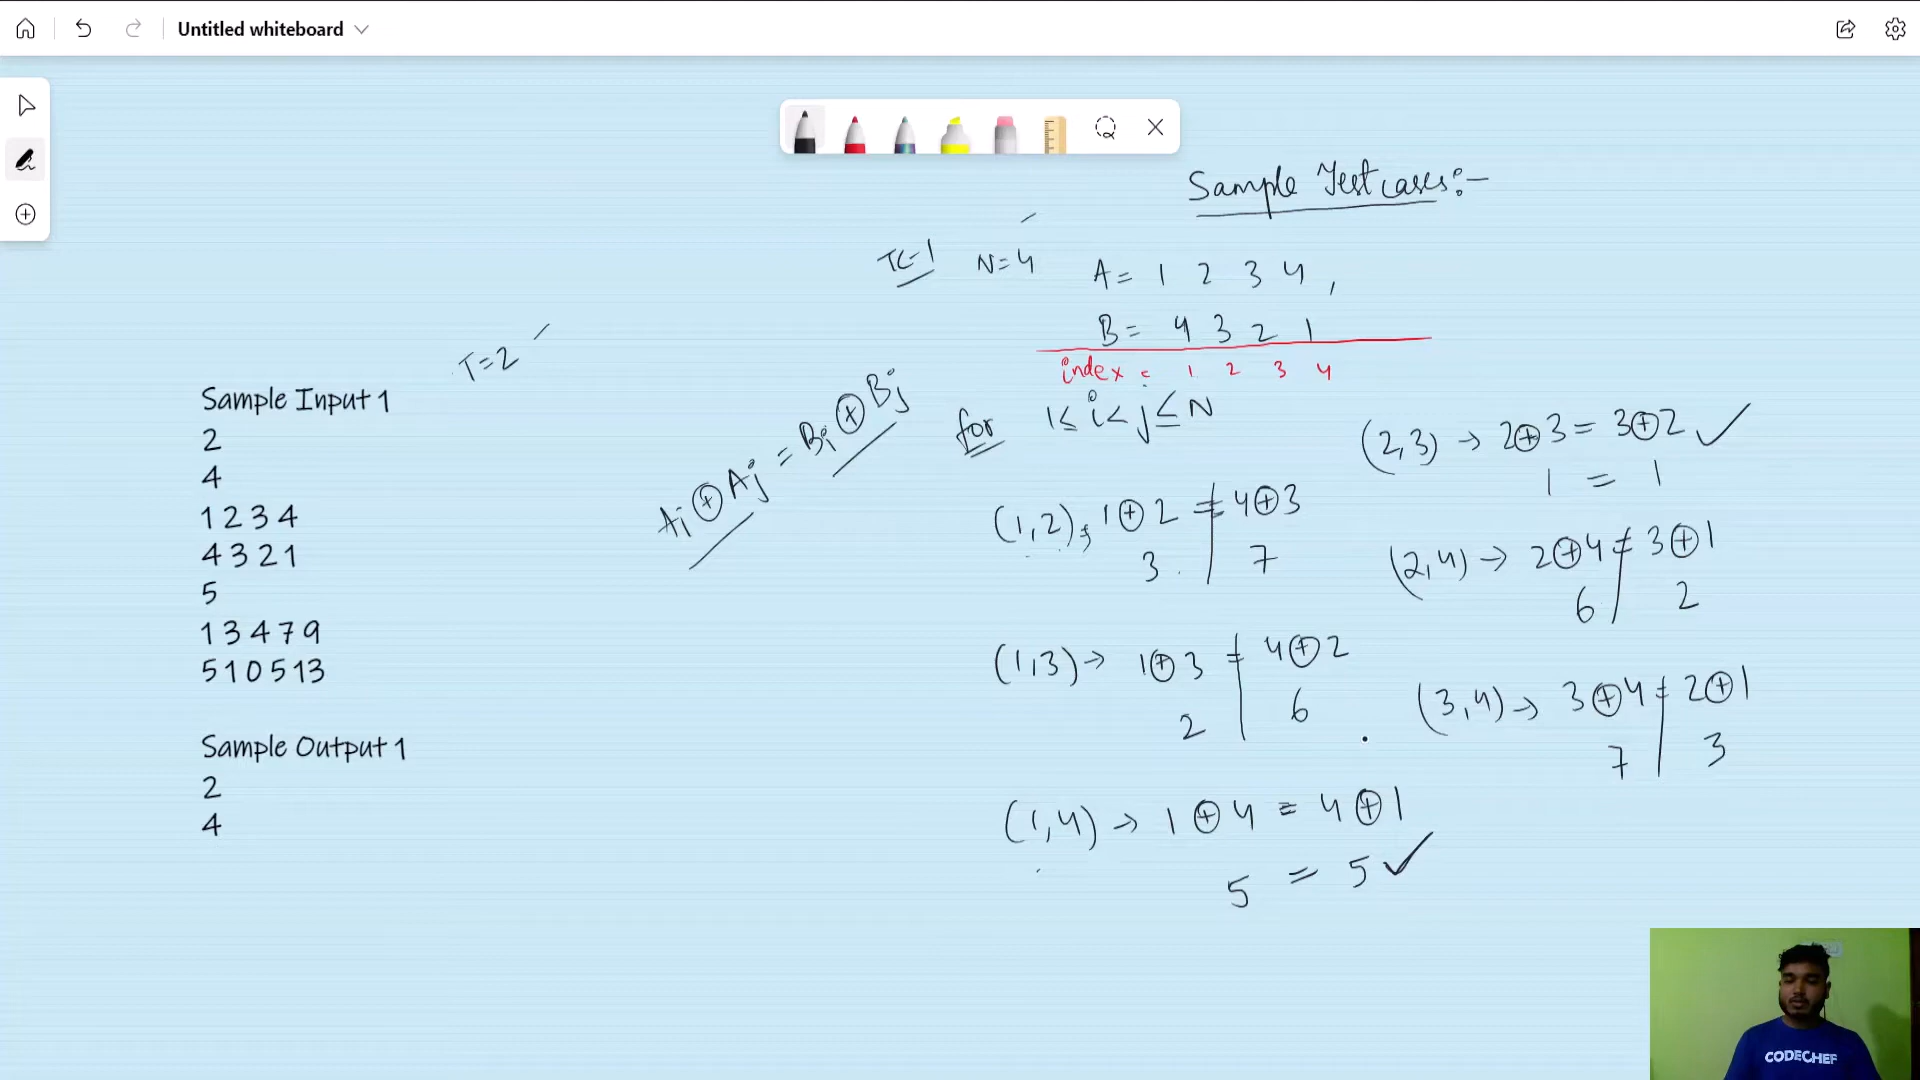 Untitled whiteboard
Sample Testcases:-
TC-1 N=4 A= 1 2 3 4 ,
B= 4 3 2 1
index = 1 2 3 4
T=2
Sample Input 1
2
4
1 2 3 4
4 3 2 1
5
1 3 4 7 9
5 1 0 5 13
Sample Output 1
2
4
Ai ⊕ Aj = Bi ⊕ Bj
for 1≤ i< j ≤ N
(1,2) → 1 ⊕ 2 ≠ 4 ⊕ 3
3 7
(1,3) → 1 ⊕ 3 ≠ 4 ⊕ 2
2 6
(1,4) → 1 ⊕ 4 = 4 ⊕ 1
5 = 5 ✓
(2,3) → 2 ⊕ 3 = 3 ⊕ 2 ✓
1 = 1
(2,4) → 2 ⊕ 4 ≠ 3 ⊕ 1
6 2
(3,4) → 3 ⊕ 4 ≠ 2 ⊕ 1
7 3
CODECHEF